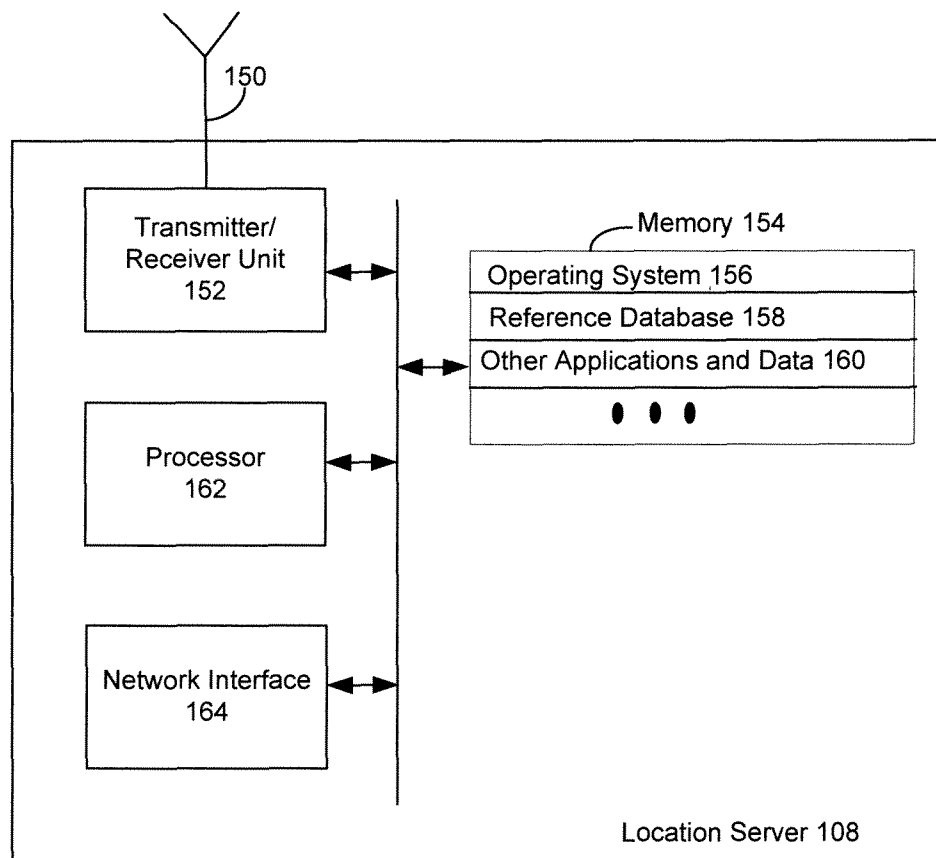 150
Transmitter/
Receiver Unit
152
Memory 154
Operating System 156
Reference Database 158
Other Applications and Data 160
Processor
162
Network Interface
164
Location Server 108